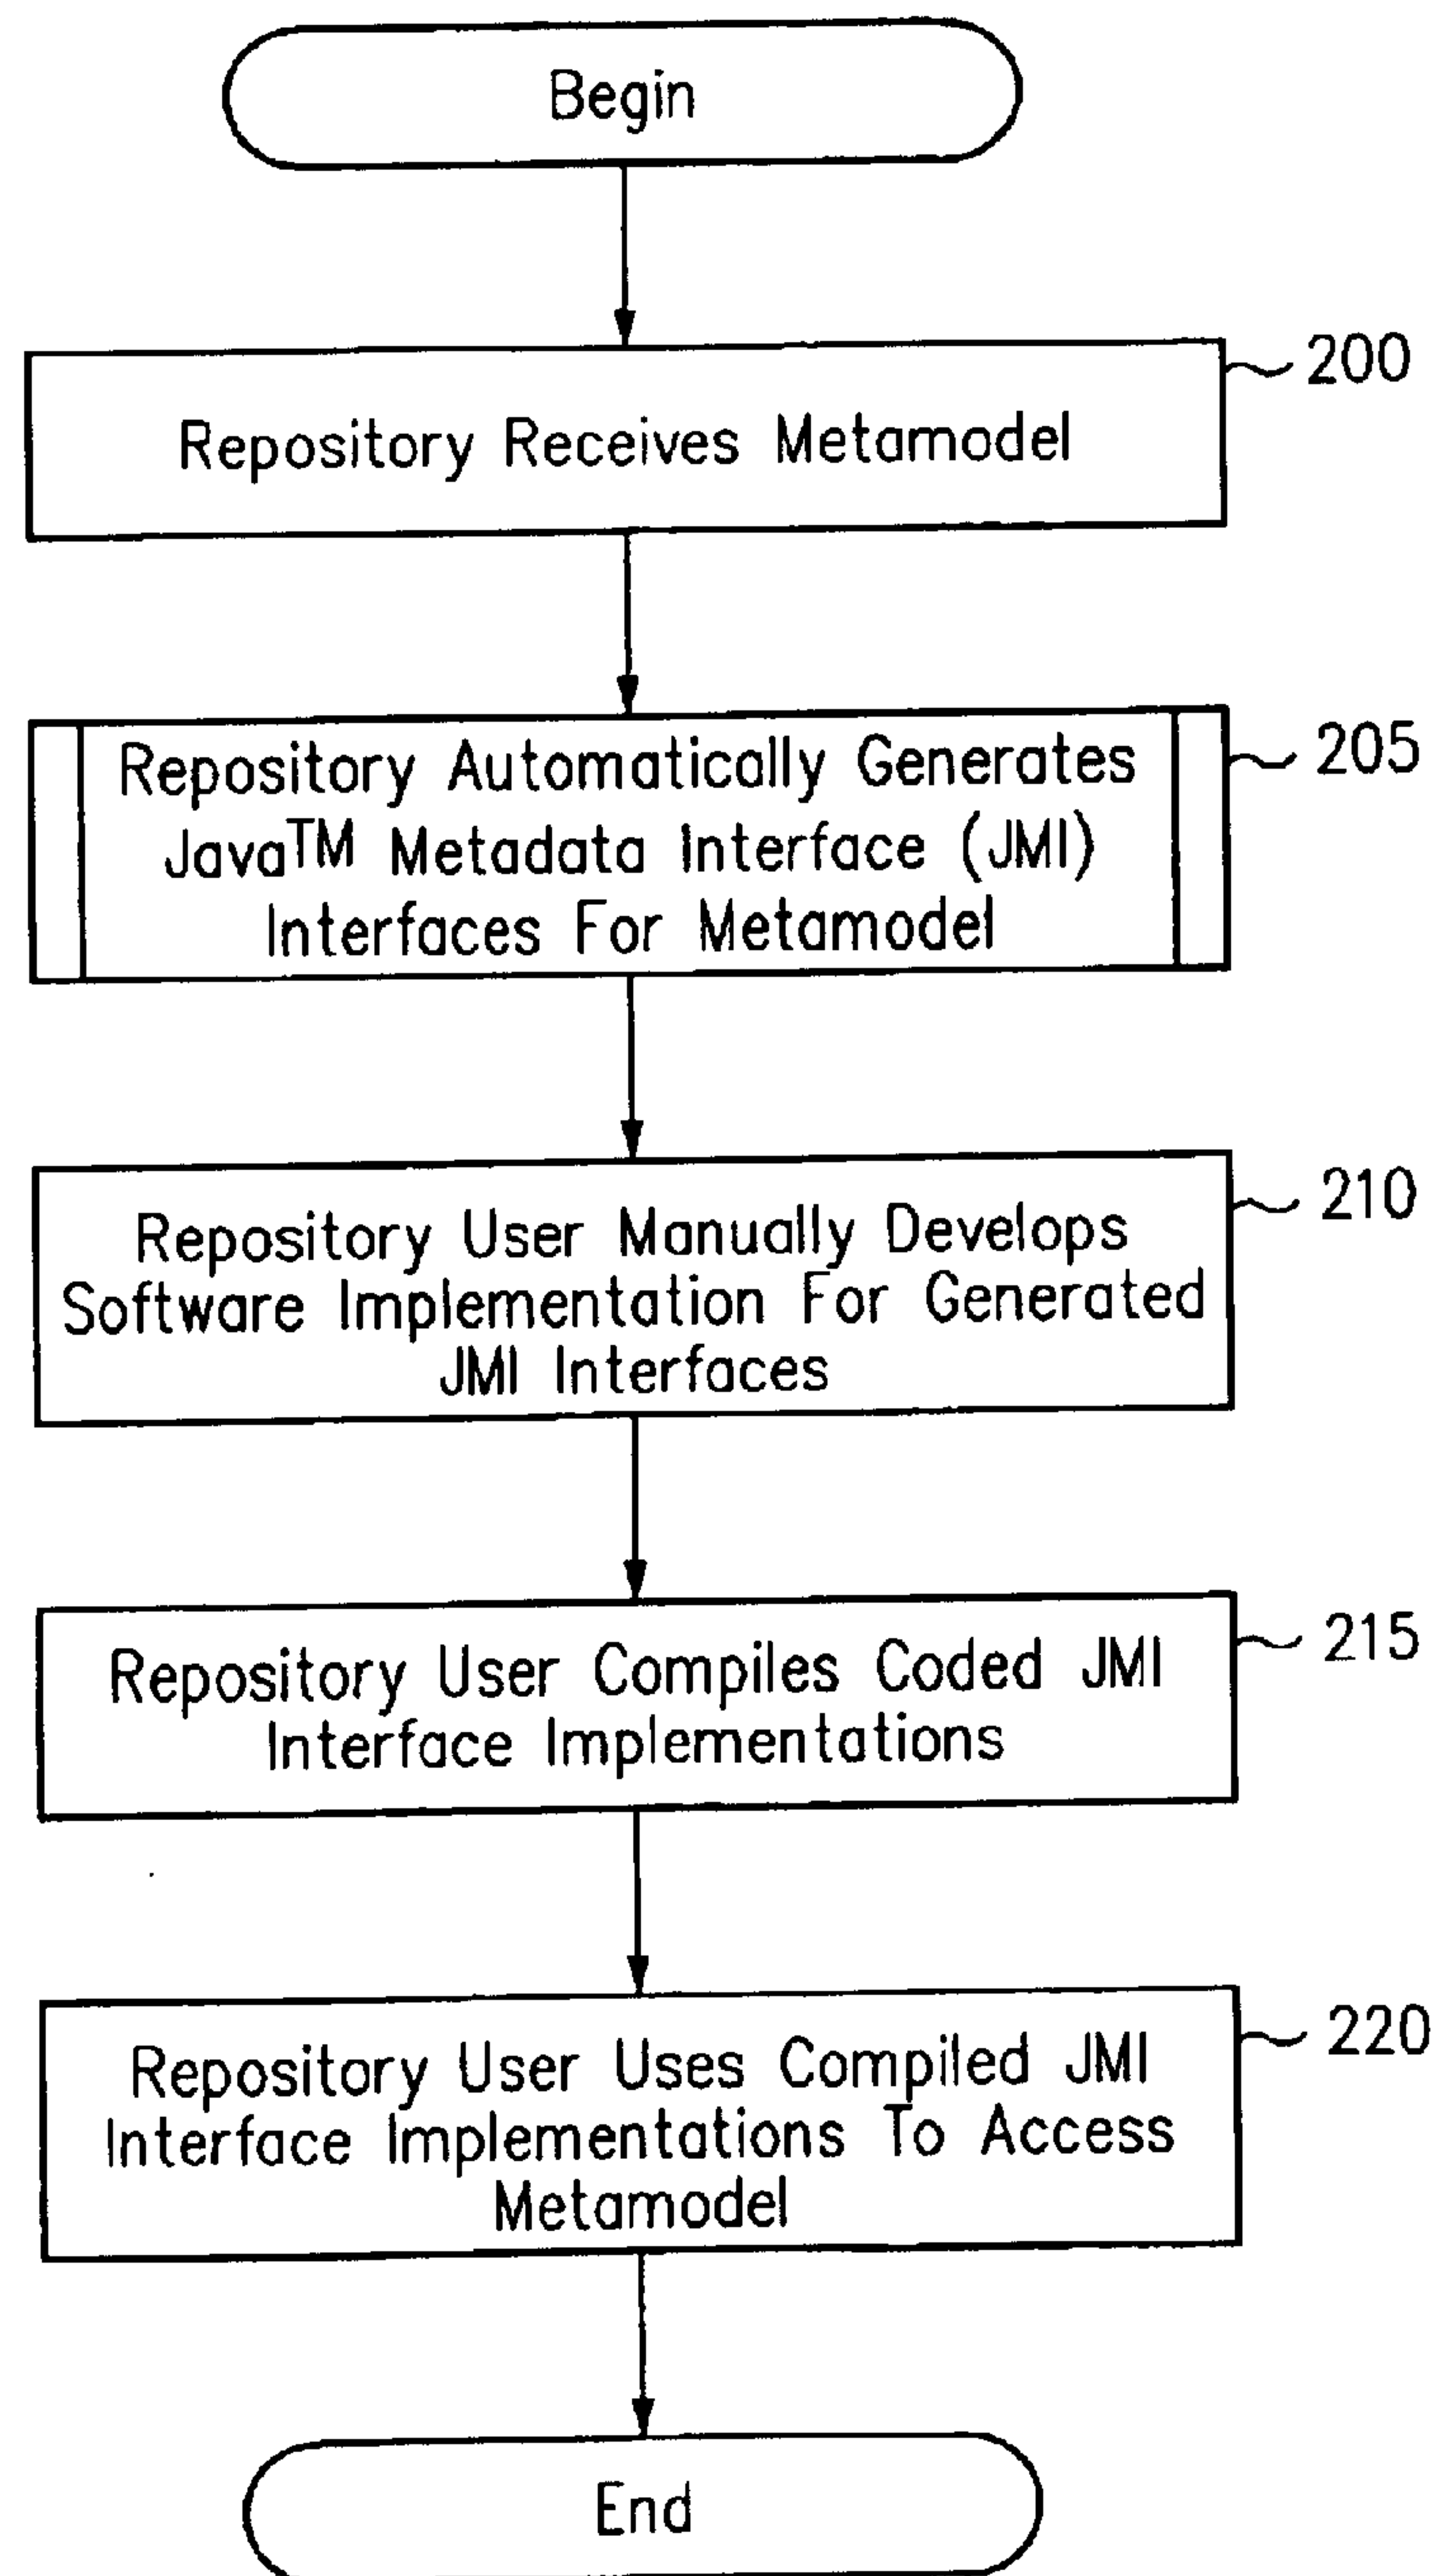 Begin
200
Repository Receives Metamodel
205
Repository Automatically Generates
Java™ Metadata Interface (JMI)
Interfaces For Metamodel
210
Repository User Manually Develops
Software Implementation For Generated
JMI Interfaces
215
Repository User Compiles Coded JMI
Interface Implementations
220
Repository User Uses Compiled JMI
Interface Implementations To Access
Metamodel
End